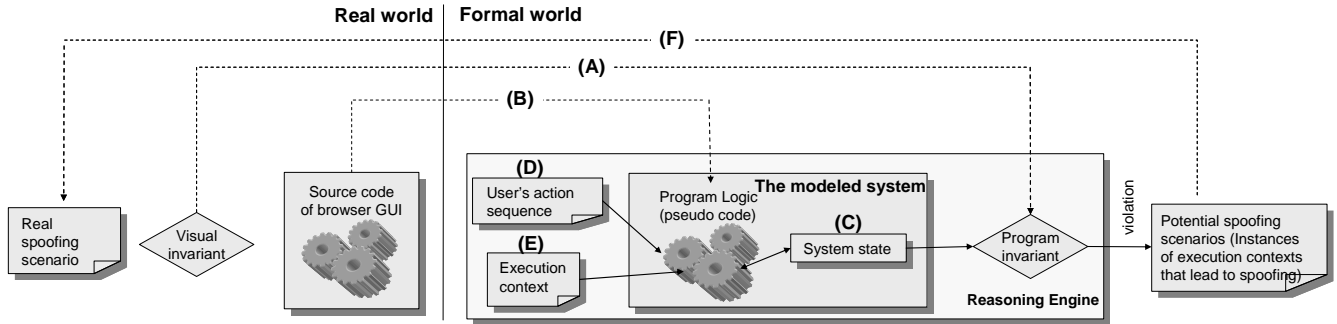 Real world
Formal world
(F)
(A)
(B)
Real
spoofing
scenario
Visual
invariant
Source code
of browser GUI
(D)
User's action
sequence
(E)
Execution
context
The modeled system
Program Logic
(pseudo code)
(C)
System state
Program
invariant
Reasoning Engine
violation
Potential spoofing
scenarios (Instances
of execution contexts
that lead to spoofing)